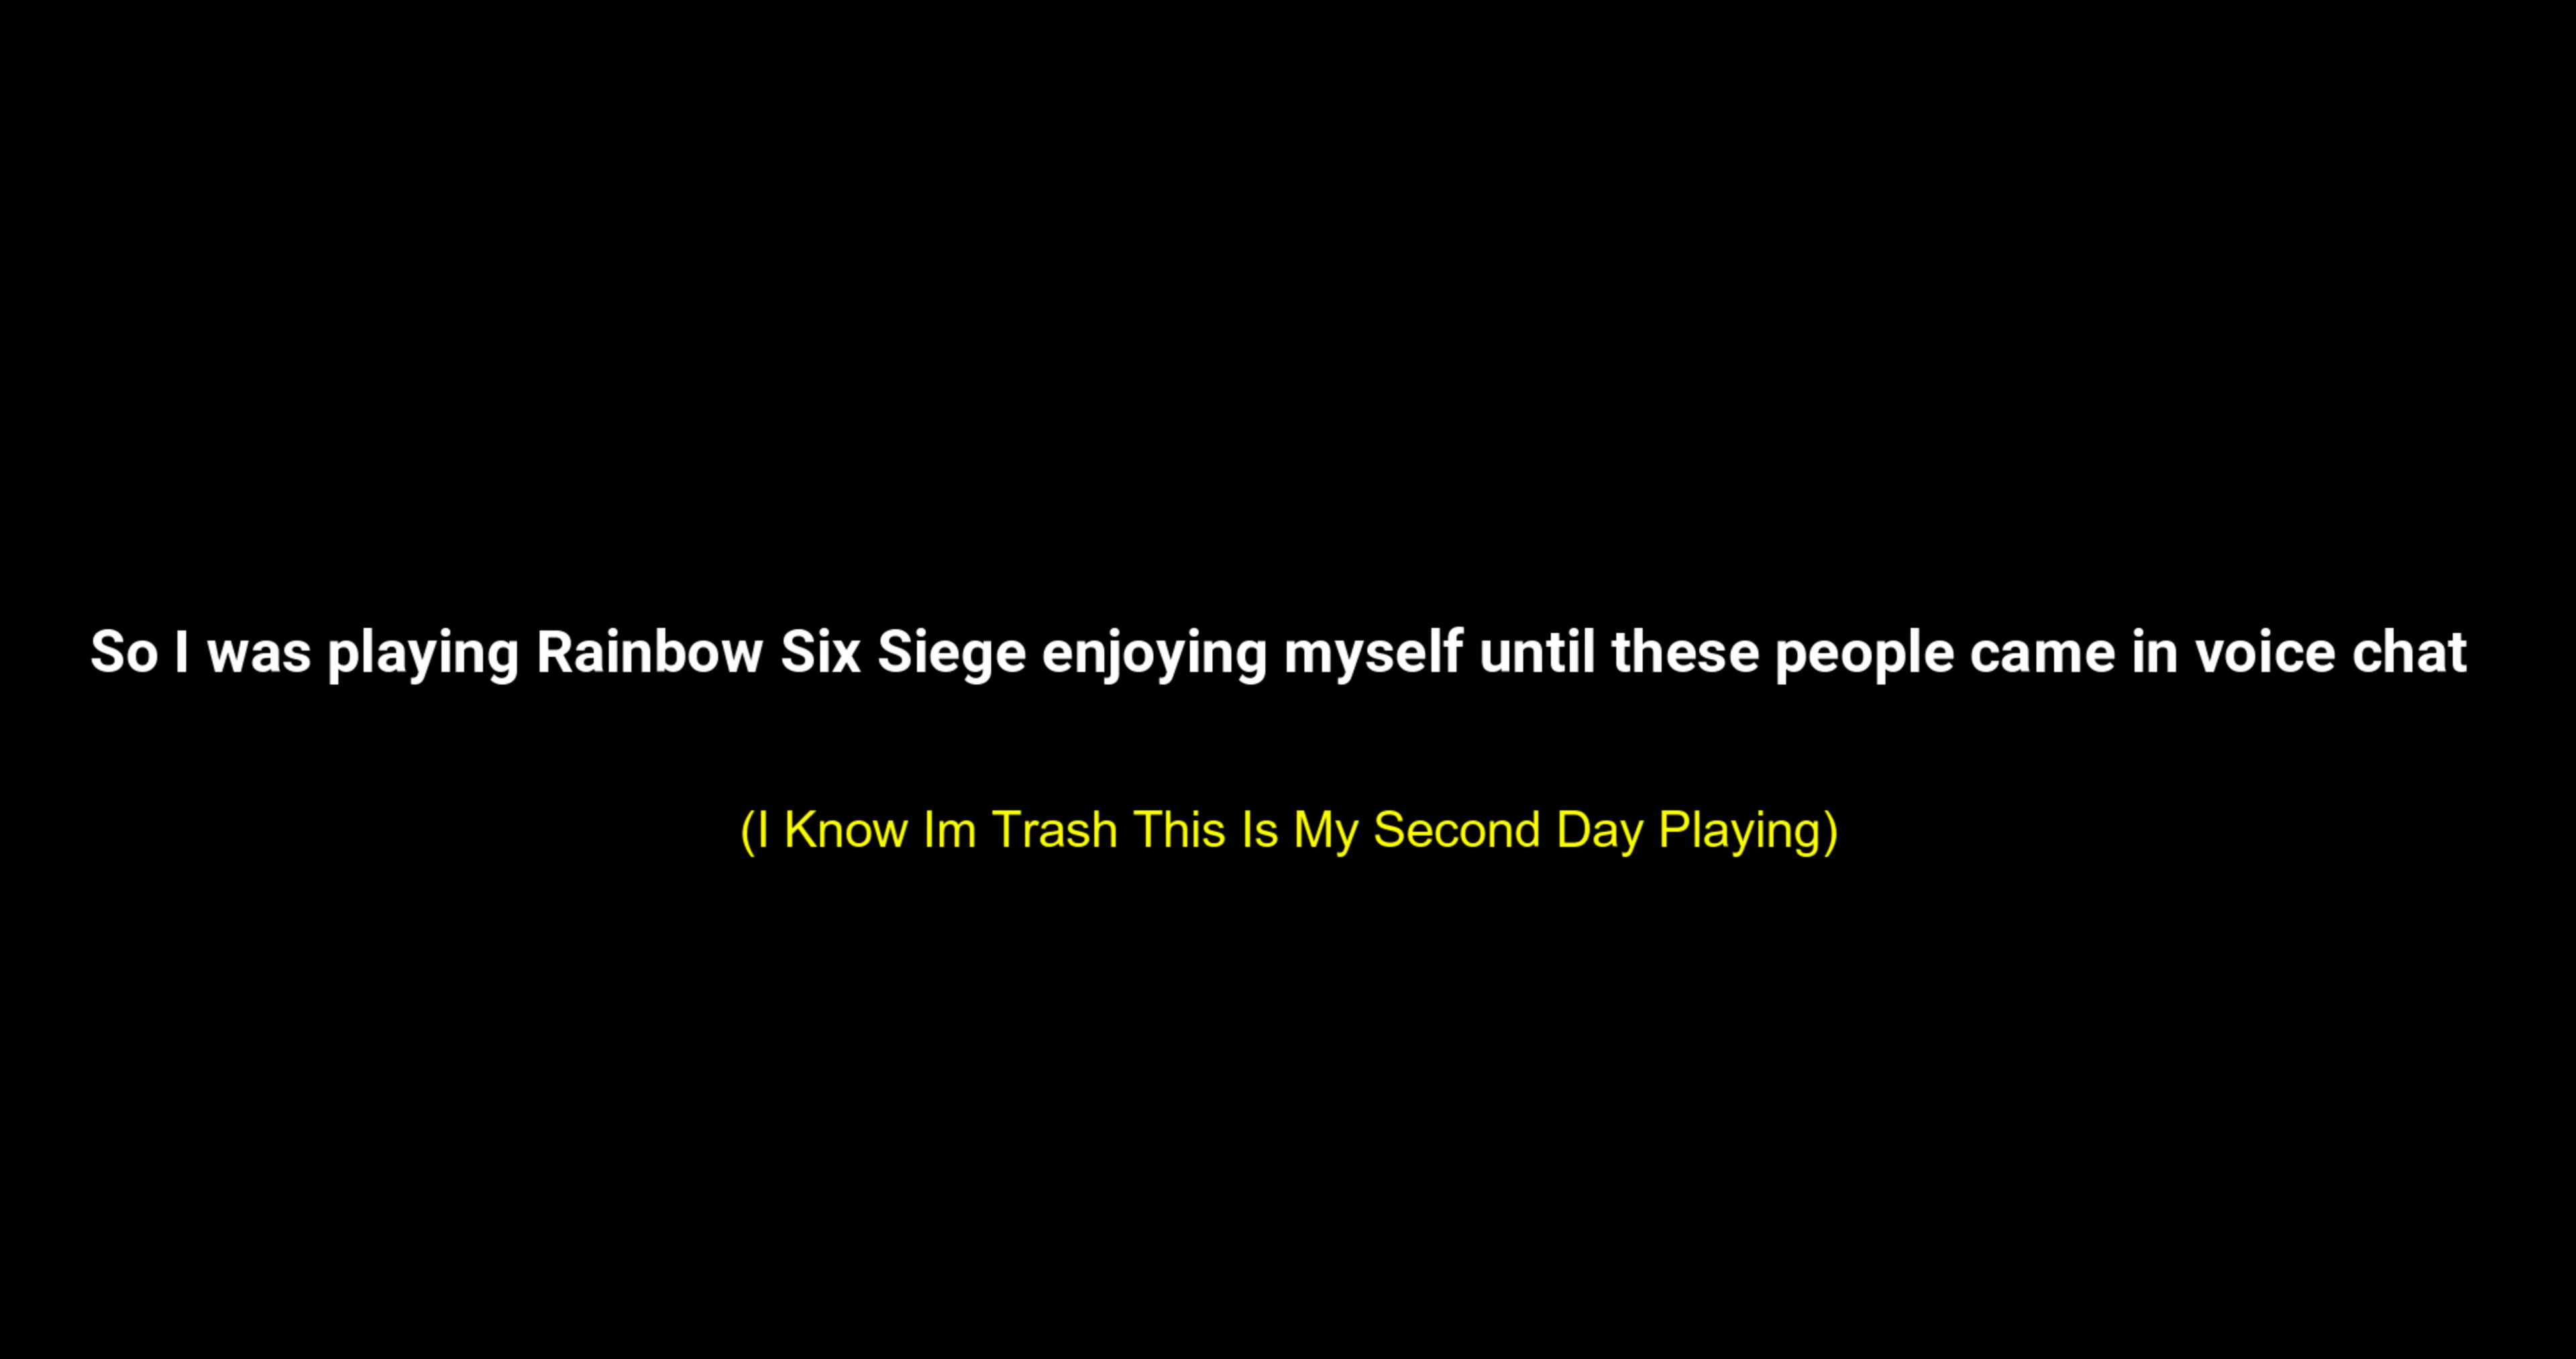 So I was playing Rainbow Six Siege enjoying myself until these people came in voice chat
(I Know Im Trash This Is My Second Day Playing)